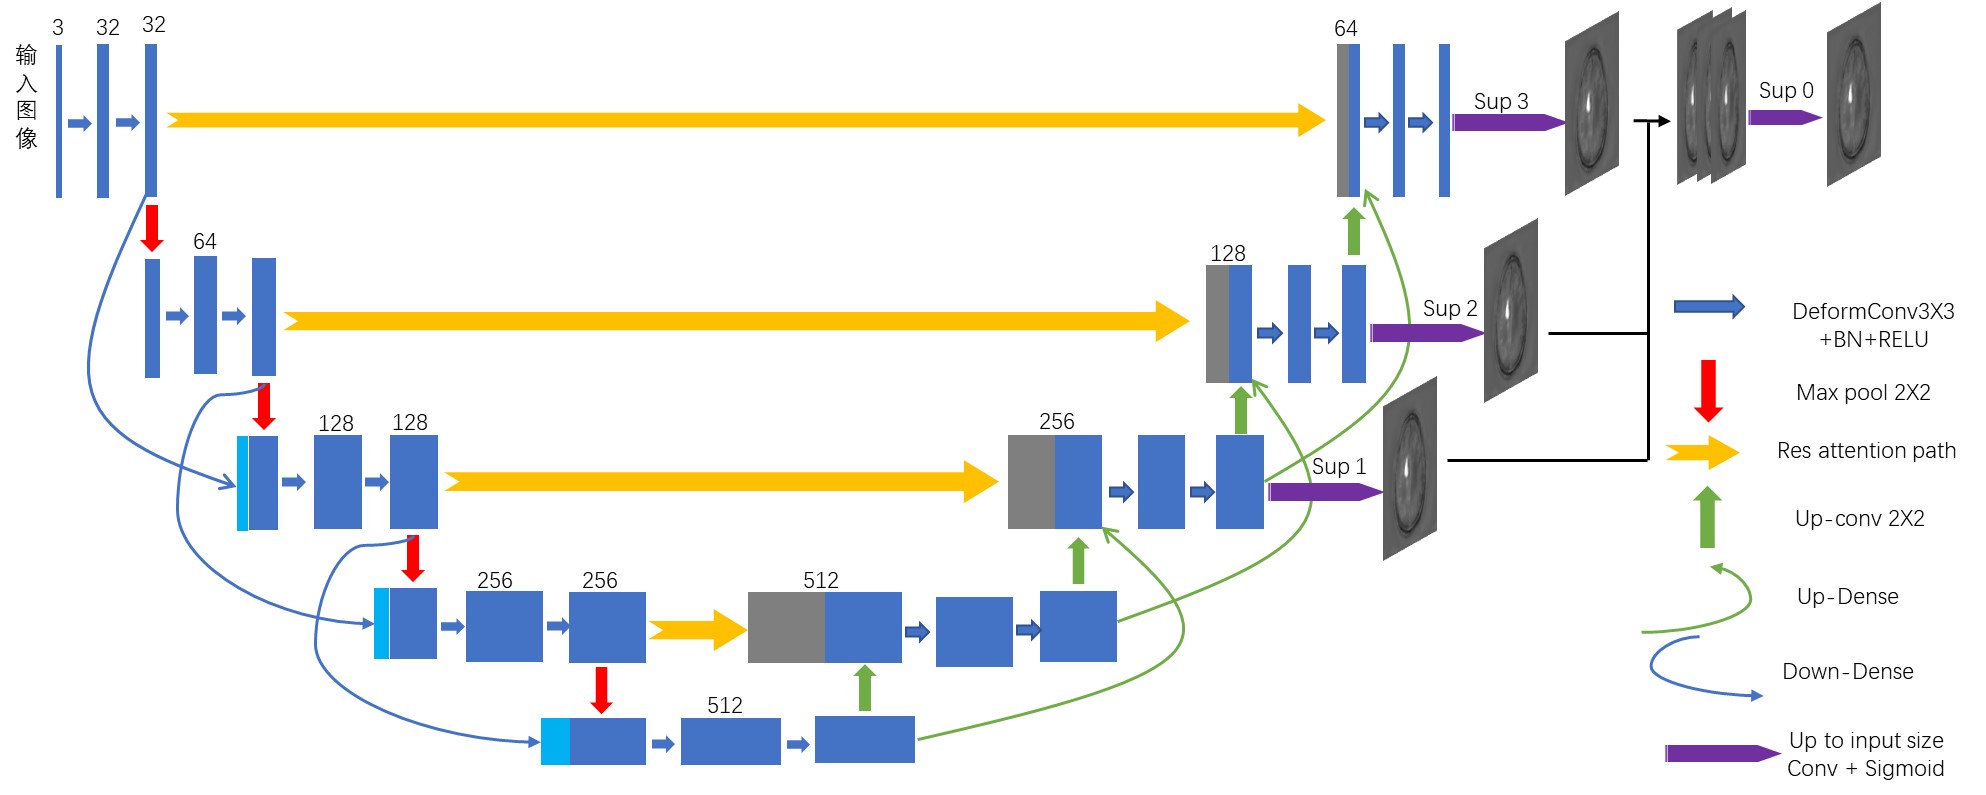 输
入
图
像
3
32
32
64
Sup 3
Sup 0
64
128
Sup 2
128
128
256
Sup 1
256
256
512
512
DeformConv3X3
+BN+RELU
Max pool 2X2
Res attention path
Up-conv 2X2
Up-Dense
Down-Dense
Up to input size
Conv + Sigmoid